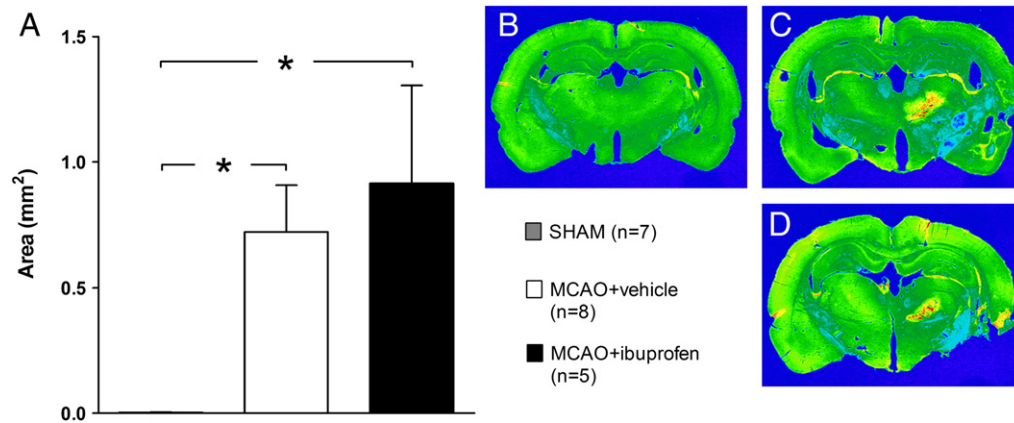 A
Area (mm²)
1.5
1.0
0.5
0.0
*
*
B
C
D
SHAM (n=7)
MCAO+vehicle
(n=8)
MCAO+ibuprofen
(n=5)